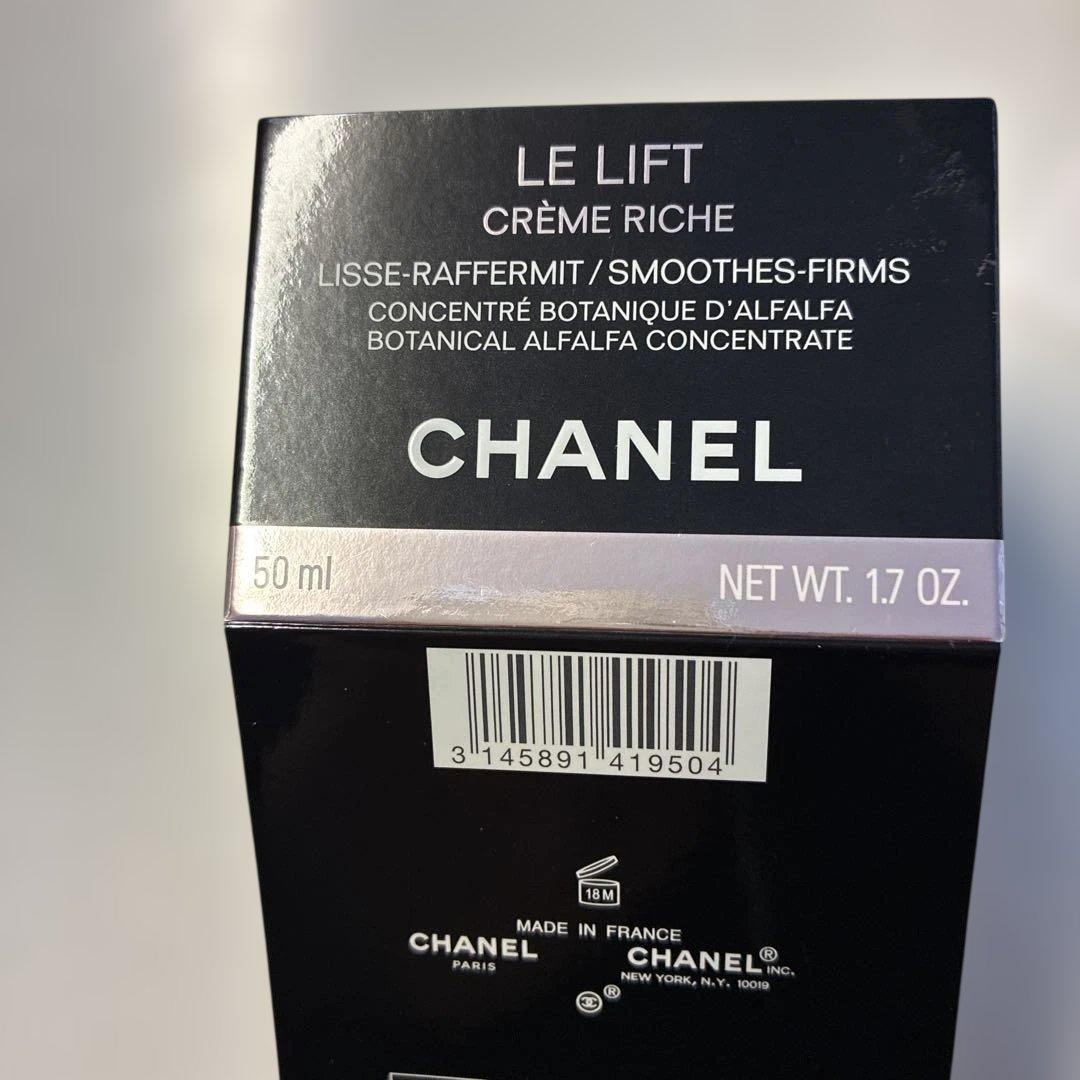 LE LIFT
CRÈME RICHE
LISSE-RAFFERMIT / SMOOTHES-FIRMS
CONCENTRÉ BOTANIQUE D'ALFALFA
BOTANICAL ALFALFA CONCENTRATE
CHANEL
50 ml NET WT. 1.7 OZ.
3 145891 419504
18 M
MADE IN FRANCE
CHANEL CHANEL® INC.
PARIS NEW YORK, N.Y. 10019
®